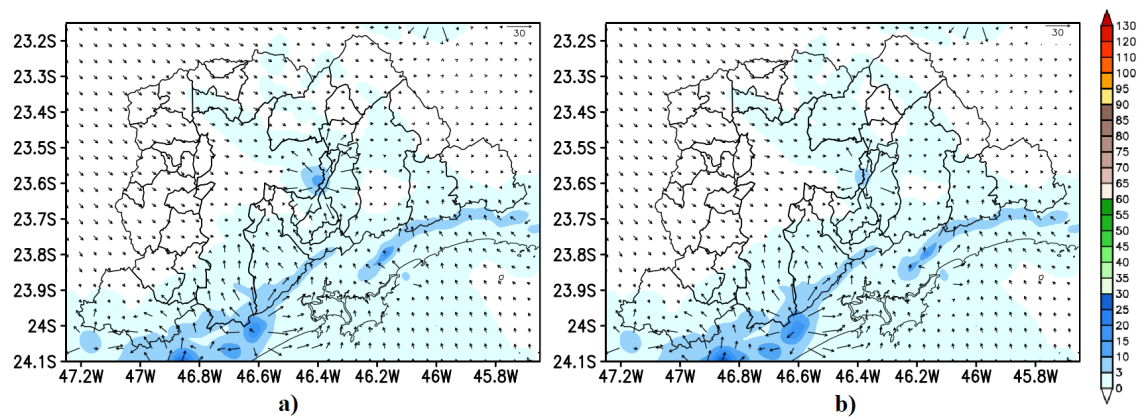 23.2S
23.3S
23.4S
23.5S
23.6S
23.7S
23.8S
23.9S
24S
24.1S
47.2W
47W
46.8W
46.6W
46.4W
46.2W
46W
45.8W
30
a)
23.2S
23.3S
23.4S
23.5S
23.6S
23.7S
23.8S
23.9S
24S
24.1S
47.2W
47W
46.8W
46.6W
46.4W
46.2W
46W
45.8W
30
b)
130
120
110
100
95
90
85
80
75
70
65
60
55
50
45
40
35
30
25
20
15
10
5
3
0